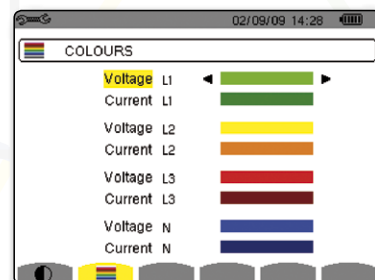 02/09/09 14:28
COLOURS
Voltage L1
Current L1
Voltage L2
Current L2
Voltage L3
Current L3
Voltage N
Current N